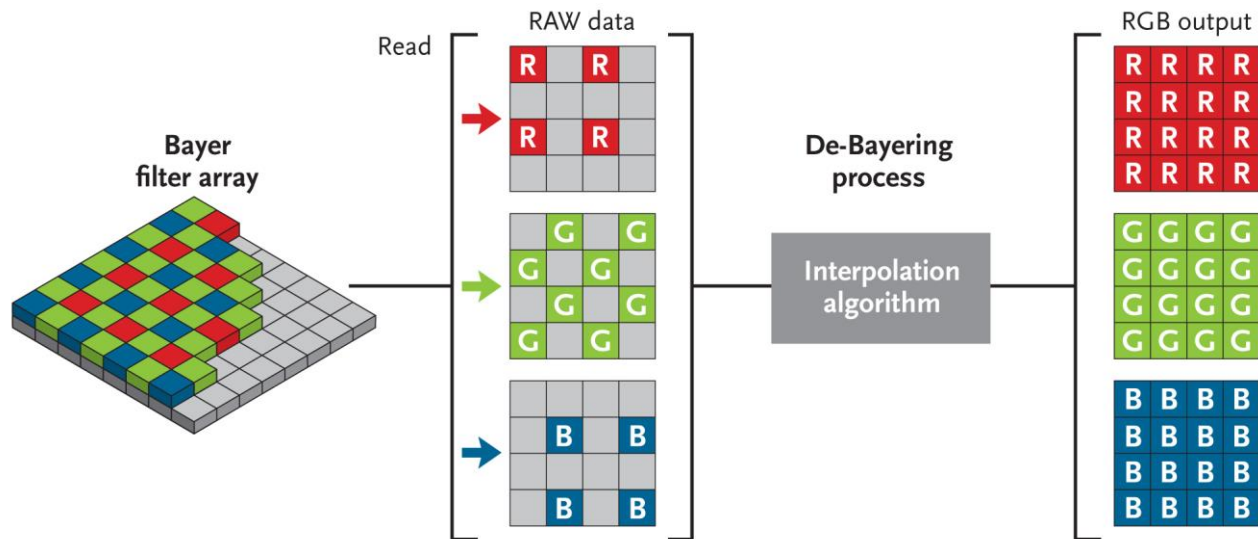 Bayer
filter array
Read
RAW data
R R
R R
G G
G G
G G
G G
B B
B B
De-Bayering
process
Interpolation
algorithm
RGB output
R R R R
R R R R
R R R R
R R R R
G G G G
G G G G
G G G G
G G G G
B B B B
B B B B
B B B B
B B B B